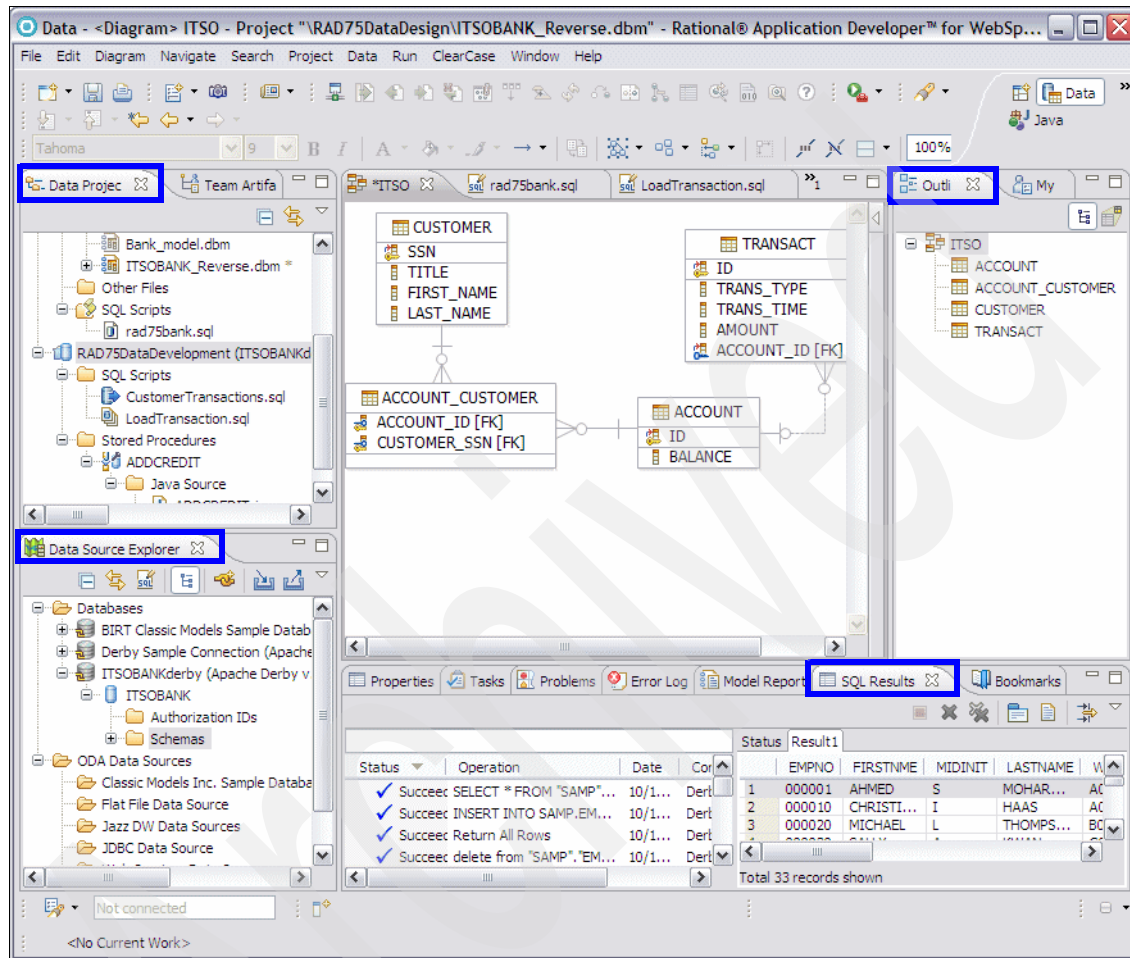 Data - <Diagram> ITSO - Project "\RAD75DataDesign\ITSOBANK_Reverse.dbm" - Rational® Application Developer™ for WebSp...
File Edit Diagram Navigate Search Project Data Run ClearCase Window Help
Data
Java
Tahoma 9 B I A 100%
Data Projec
Team Artifa
Bank_model.dbm
ITSOBANK_Reverse.dbm *
Other Files
SQL Scripts
rad75bank.sql
RAD75DataDevelopment (ITSOBANKd
SQL Scripts
CustomerTransactions.sql
LoadTransaction.sql
Stored Procedures
ADDCREDIT
Java Source
Data Source Explorer
Databases
BIRT Classic Models Sample Datab
Derby Sample Connection (Apache
ITSOBANKderby (Apache Derby v
ITSOBANK
Authorization IDs
Schemas
ODA Data Sources
Classic Models Inc. Sample Databa
Flat File Data Source
Jazz DW Data Sources
JDBC Data Source
*ITSO
rad75bank.sql
LoadTransaction.sql
»1
CUSTOMER
SSN
TITLE
FIRST_NAME
LAST_NAME
TRANSACT
ID
TRANS_TYPE
TRANS_TIME
AMOUNT
ACCOUNT_ID [FK]
ACCOUNT_CUSTOMER
ACCOUNT_ID [FK]
CUSTOMER_SSN [FK]
ACCOUNT
ID
BALANCE
Outli
My
ITSO
ACCOUNT
ACCOUNT_CUSTOMER
CUSTOMER
TRANSACT
Properties Tasks Problems Error Log Model Report SQL Results Bookmarks
Status Operation Date Cor
Succeec SELECT * FROM "SAMP"... 10/1... Derb
Succeec INSERT INTO SAMP.EM... 10/1... Derb
Succeec Return All Rows 10/1... Derb
Succeec delete from "SAMP"."EM... 10/1... Derb
Status Result1
EMPNO FIRSTNME MIDINIT LASTNAME
1 000001 AHMED S MOHAR...
2 000010 CHRISTI... I HAAS
3 000020 MICHAEL L THOMPS...
Total 33 records shown
Not connected
<No Current Work>